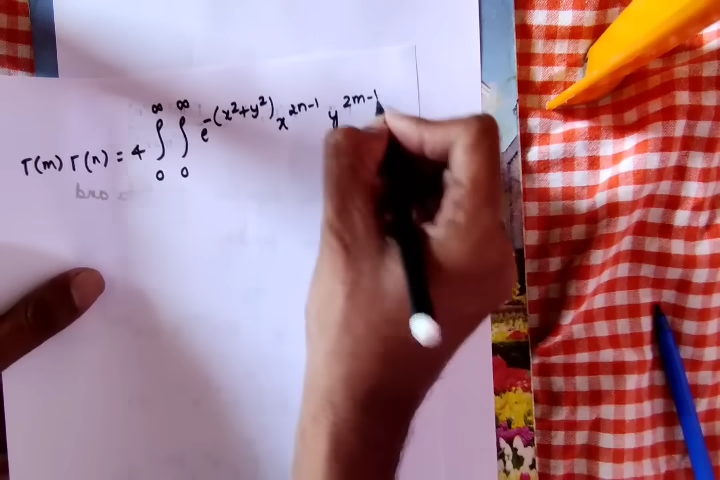 Γ(m) Γ(n) = 4 ∫₀^∞ ∫₀^∞ e^-(x²+y²) x^2n-1 y^2m-1